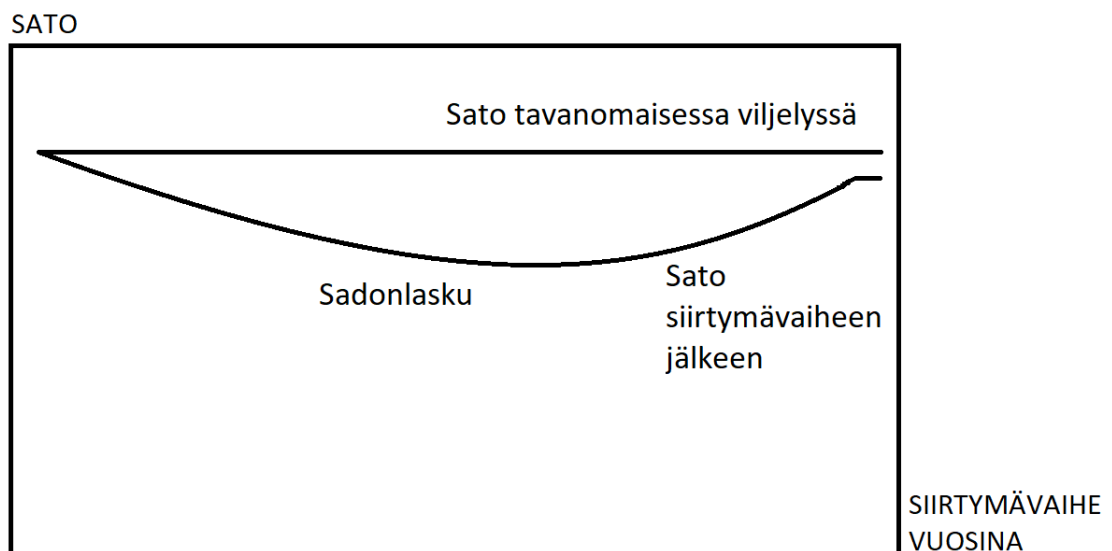 SATO
Sato tavanomaisessa viljelyssä
Sadonlasku
Sato
siirtymävaiheen
jälkeen
SIIRTYMÄVAIHE
VUOSINA